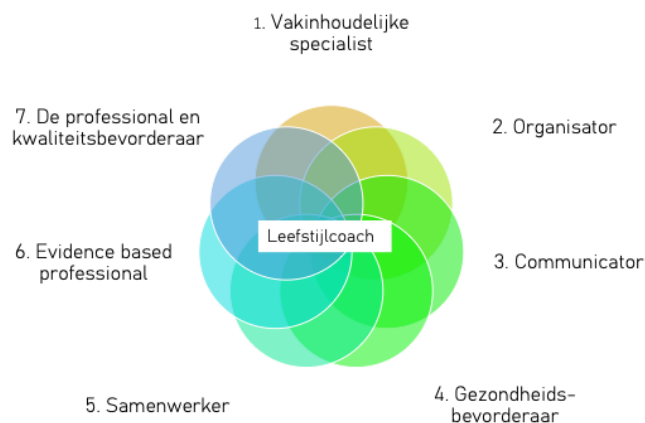 1. Vakinhoudelijke
specialist
2. Organisator
3. Communicator
4. Gezondheids-
bevorderaar
5. Samenwerker
6. Evidence based
professional
7. De professional en
kwaliteitsbevorderaar
Leefstijlcoach